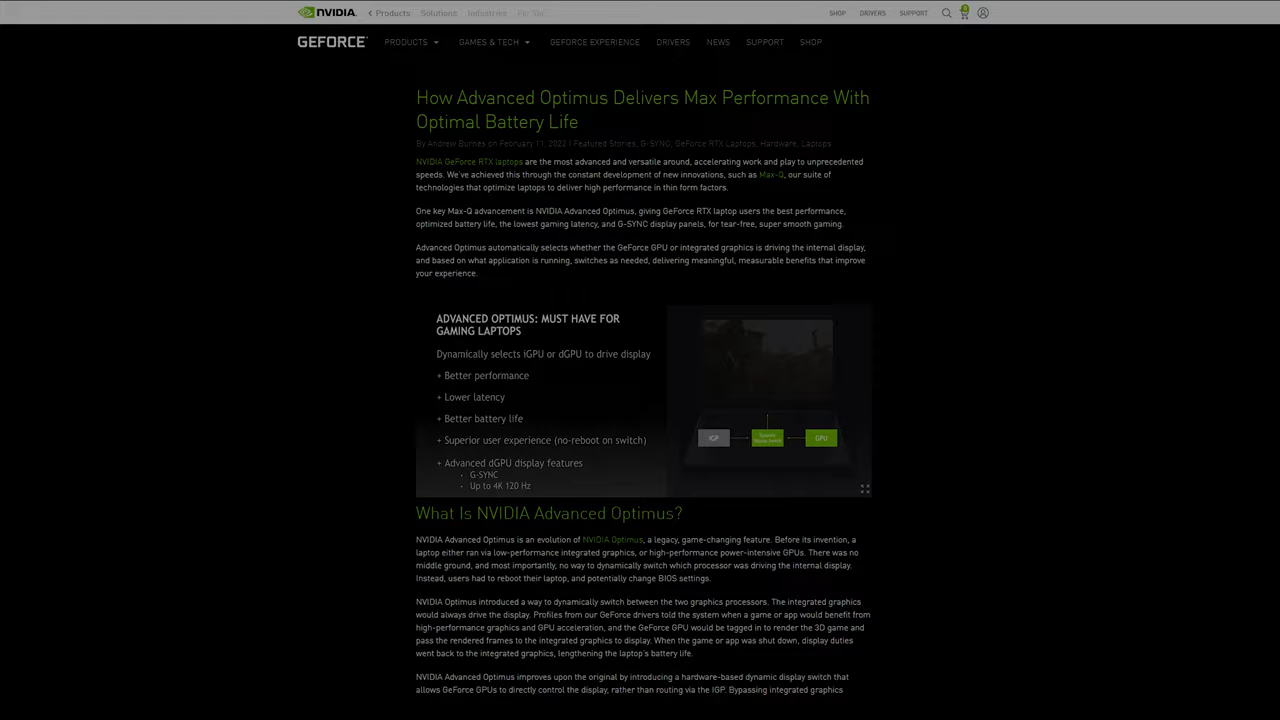 NVIDIA. Products Solutions Industries SHOP DRIVERS SUPPORT
GEFORCE PRODUCTS GAMES & TECH GEFORCE EXPERIENCE DRIVERS NEWS SUPPORT SHOP
How Advanced Optimus Delivers Max Performance With
Optimal Battery Life
By Andrew Burnes on February 11, 2022 | Featured Stories, G-SYNC, GeForce RTX Laptops, Hardware, Laptops
NVIDIA GeForce RTX laptops are the most advanced and versatile around, accelerating work and play to unprecedented
speeds. We've achieved this through the constant development of new innovations, such as Max-Q, our suite of
technologies that optimize laptops to deliver high performance in thin form factors.
One key Max-Q advancement is NVIDIA Advanced Optimus, giving GeForce RTX laptop users the best performance,
optimized battery life, the lowest gaming latency, and G-SYNC display panels, for tear-free, super smooth gaming.
Advanced Optimus automatically selects whether the GeForce GPU or integrated graphics is driving the internal display,
and based on what application is running, switches as needed, delivering meaningful, measurable benefits that improve
your experience.
ADVANCED OPTIMUS: MUST HAVE FOR
GAMING LAPTOPS
Dynamically selects iGPU or dGPU to drive display
+ Better performance
+ Lower latency
+ Better battery life
+ Superior user experience (no-reboot on switch)
+ Advanced dGPU display features
• G-SYNC
• Up to 4K 120 Hz
IGP GPU
What Is NVIDIA Advanced Optimus?
NVIDIA Advanced Optimus is an evolution of NVIDIA Optimus, a legacy, game-changing feature. Before its invention, a
laptop either ran via low-performance integrated graphics, or high-performance power-intensive GPUs. There was no
middle ground, and most importantly, no way to dynamically switch which processor was driving the internal display.
Instead, users had to reboot their laptop, and potentially change BIOS settings.
NVIDIA Optimus introduced a way to dynamically switch between the two graphics processors. The integrated graphics
would always drive the display. Profiles from our GeForce drivers told the system when a game or app would benefit from
high-performance graphics and GPU acceleration, and the GeForce GPU would be tagged in to render the 3D game and
pass the rendered frames to the integrated graphics to display. When the game or app was shut down, display duties
went back to the integrated graphics, lengthening the laptop's battery life.
NVIDIA Advanced Optimus improves upon the original by introducing a hardware-based dynamic display switch that
allows GeForce GPUs to directly control the display, rather than routing via the IGP. Bypassing integrated graphics